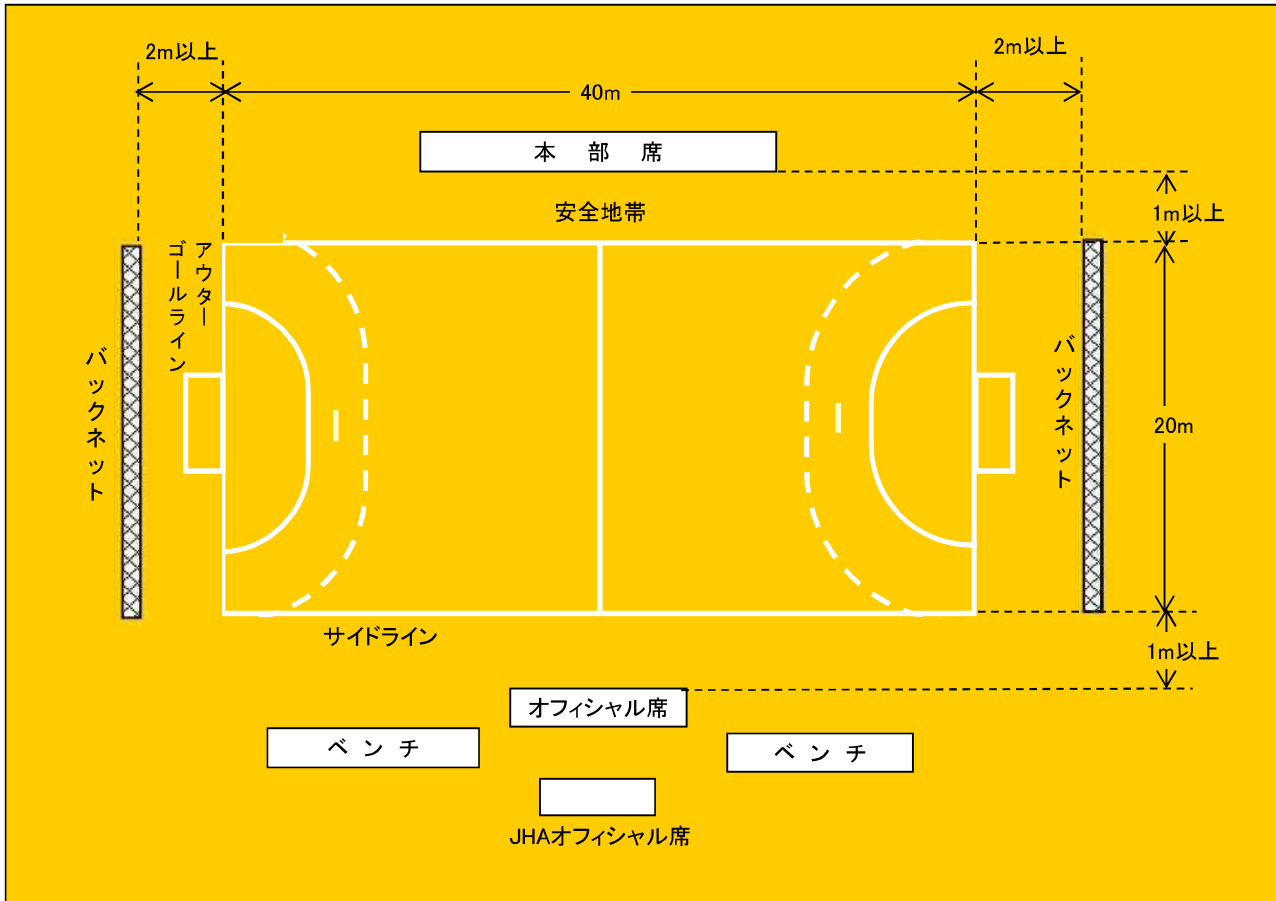 2m以上
2m以上
40m
本部席
1m以上
安全地帯
アウター
ゴールライン
バックネット
バックネット
20m
サイドライン
1m以上
オフィシャル席
ベンチ
ベンチ
JHAオフィシャル席